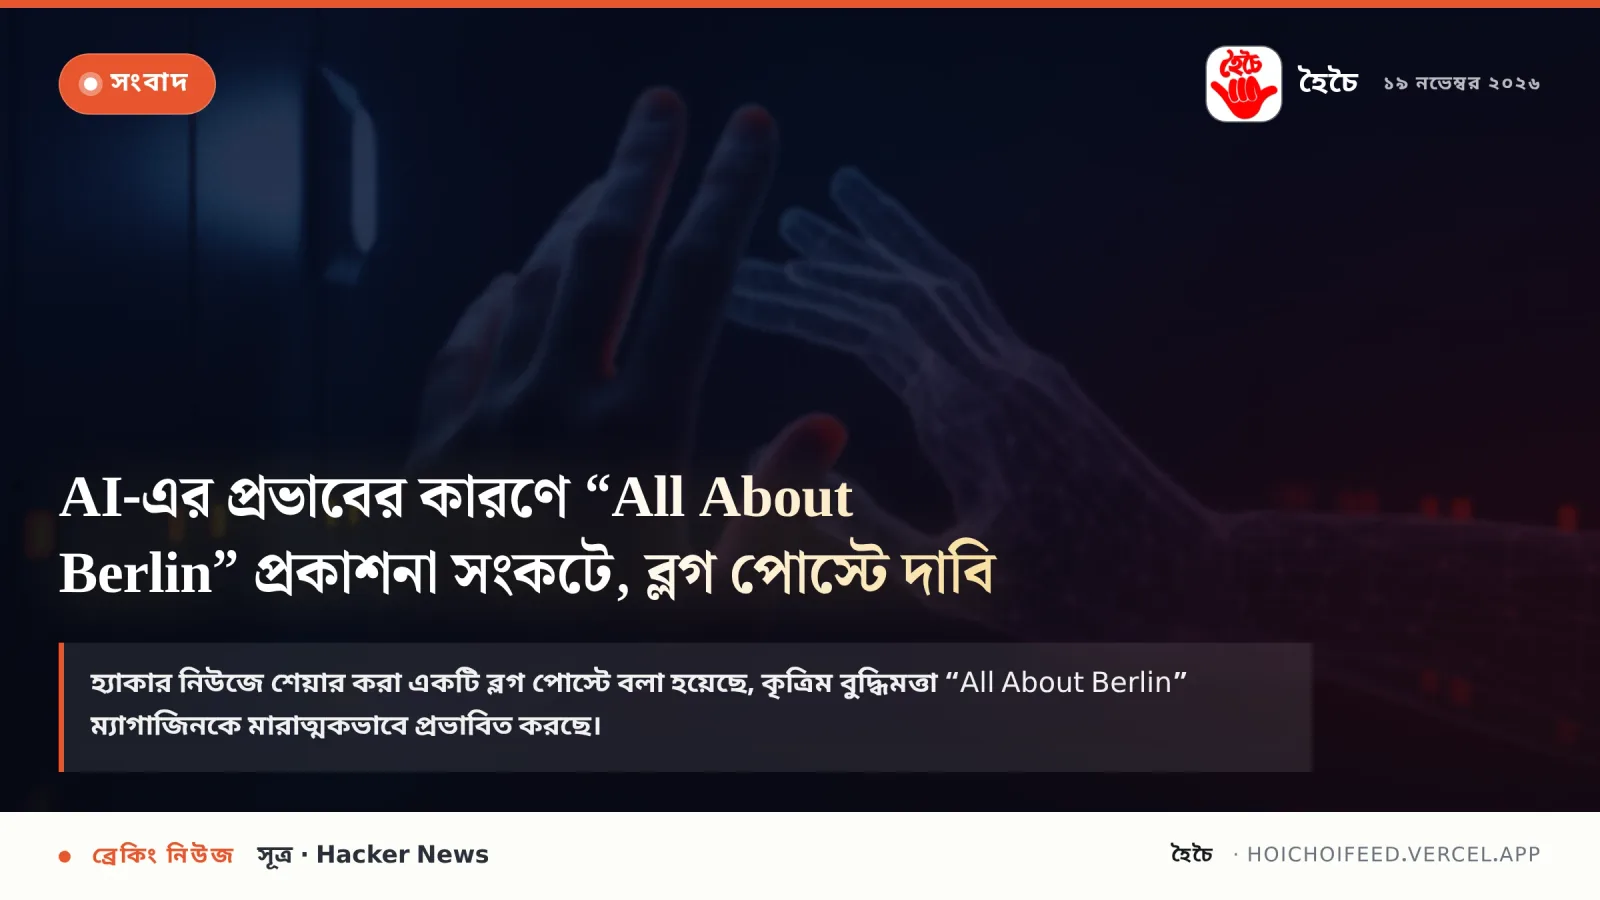 সংবাদ
হৈচৈ
হৈচৈ ১৯ নভেম্বর ২০২৬
AI-এর প্রভাবের কারণে “All About
Berlin” প্রকাশনা সংকটে, ব্লগ পোস্টে দাবি
হ্যাকার নিউজে শেয়ার করা একটি ব্লগ পোস্টে বলা হয়েছে, কৃত্রিম বুদ্ধিমত্তা “All About Berlin”
ম্যাগাজিনকে মারাত্মকভাবে প্রভাবিত করছে।
ব্রেকিং নিউজ সূত্র · Hacker News
হৈচৈ · HOICHOIFEED.VERCEL.APP